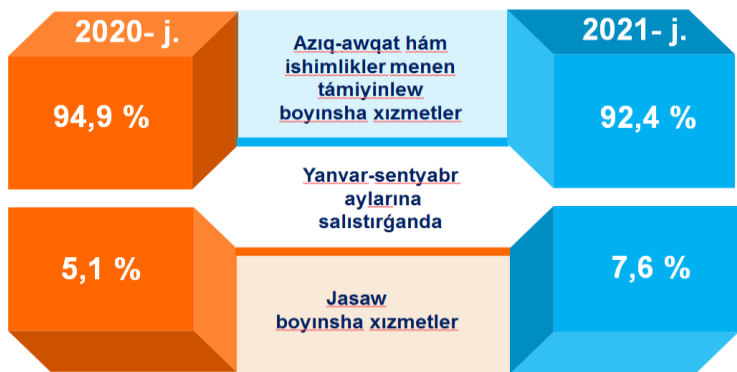 2020- j.
94,9 %
5,1 %
Azıq-awqat hám
ishimlikler menen
támiyinlew
boyınsha xızmetler
Yanvar-sentyabr
aylarına
salıstırǵanda
Jasaw
boyınsha xızmetler
2021- j.
92,4 %
7,6 %